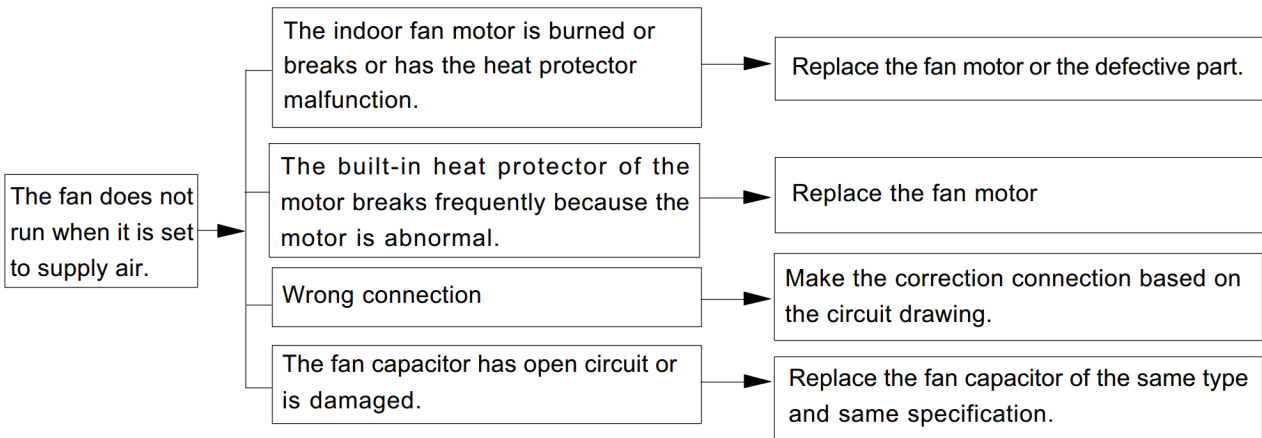 The fan does not
run when it is set
to supply air.
The indoor fan motor is burned or
breaks or has the heat protector
malfunction.
Replace the fan motor or the defective part.
The built-in heat protector of the
motor breaks frequently because the
motor is abnormal.
Replace the fan motor
Wrong connection
Make the correction connection based on
the circuit drawing.
The fan capacitor has open circuit or
is damaged.
Replace the fan capacitor of the same type
and same specification.